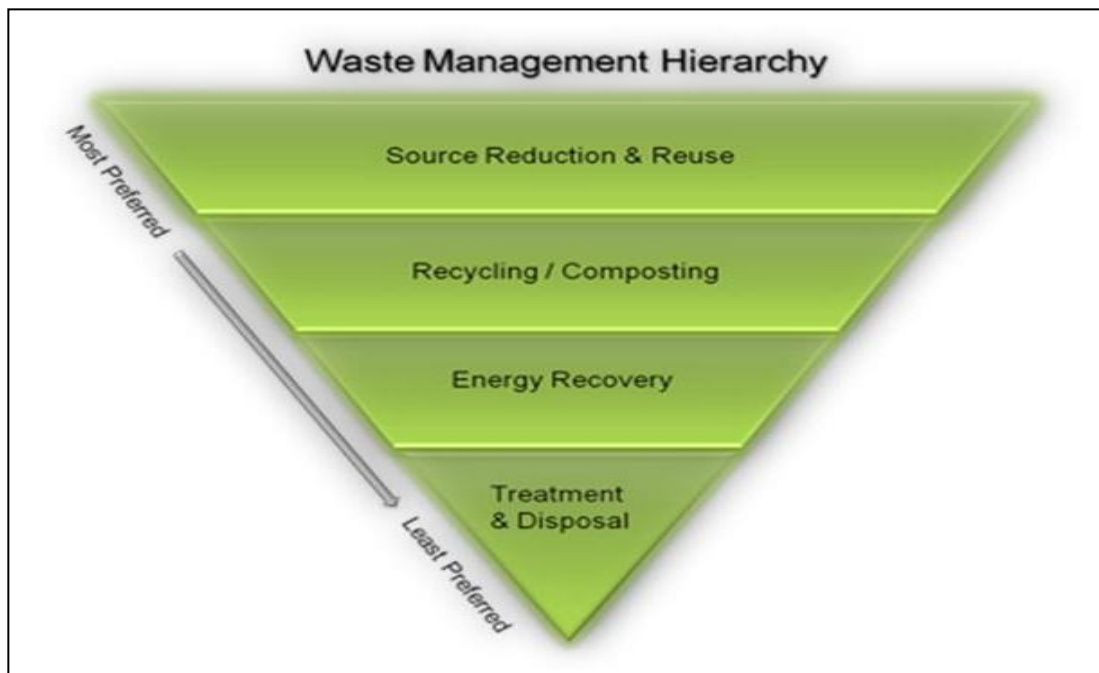 Waste Management Hierarchy
Most Preferred
Source Reduction & Reuse
Recycling / Composting
Energy Recovery
Treatment
& Disposal
Least Preferred